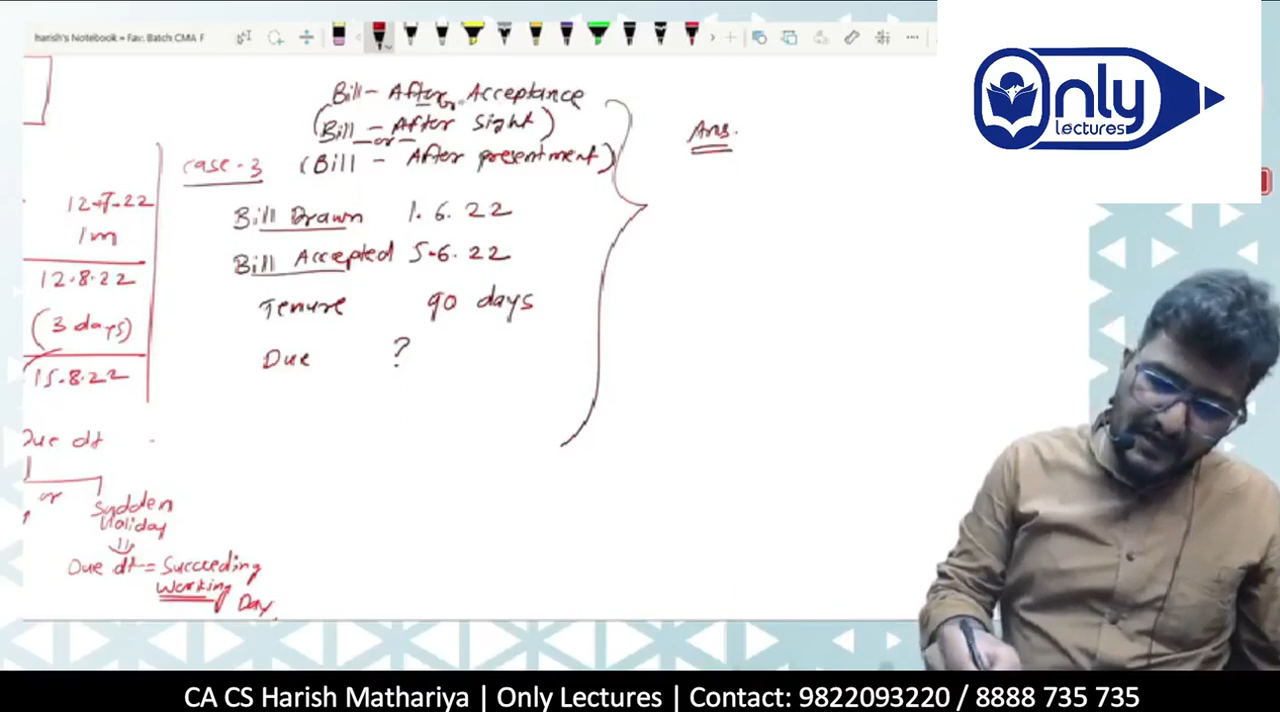 harish's Notebook » Fav. Batch CMA F
Only
Lectures
Bill - After Acceptance
(Bill - After Sight)
or
case - 3 (Bill - After presentment)
Ans.
Bill Drawn 1. 6. 22
Bill Accepted 5.6. 22
Tenure 90 days
Due ?
12-7-22
1m
12.8.22
(3 days)
15.8.22
Due dt
or
Sudden
Holiday
Due dt = Succeeding
Working
Day.
CA CS Harish Mathariya | Only Lectures | Contact: 9822093220 / 8888 735 735